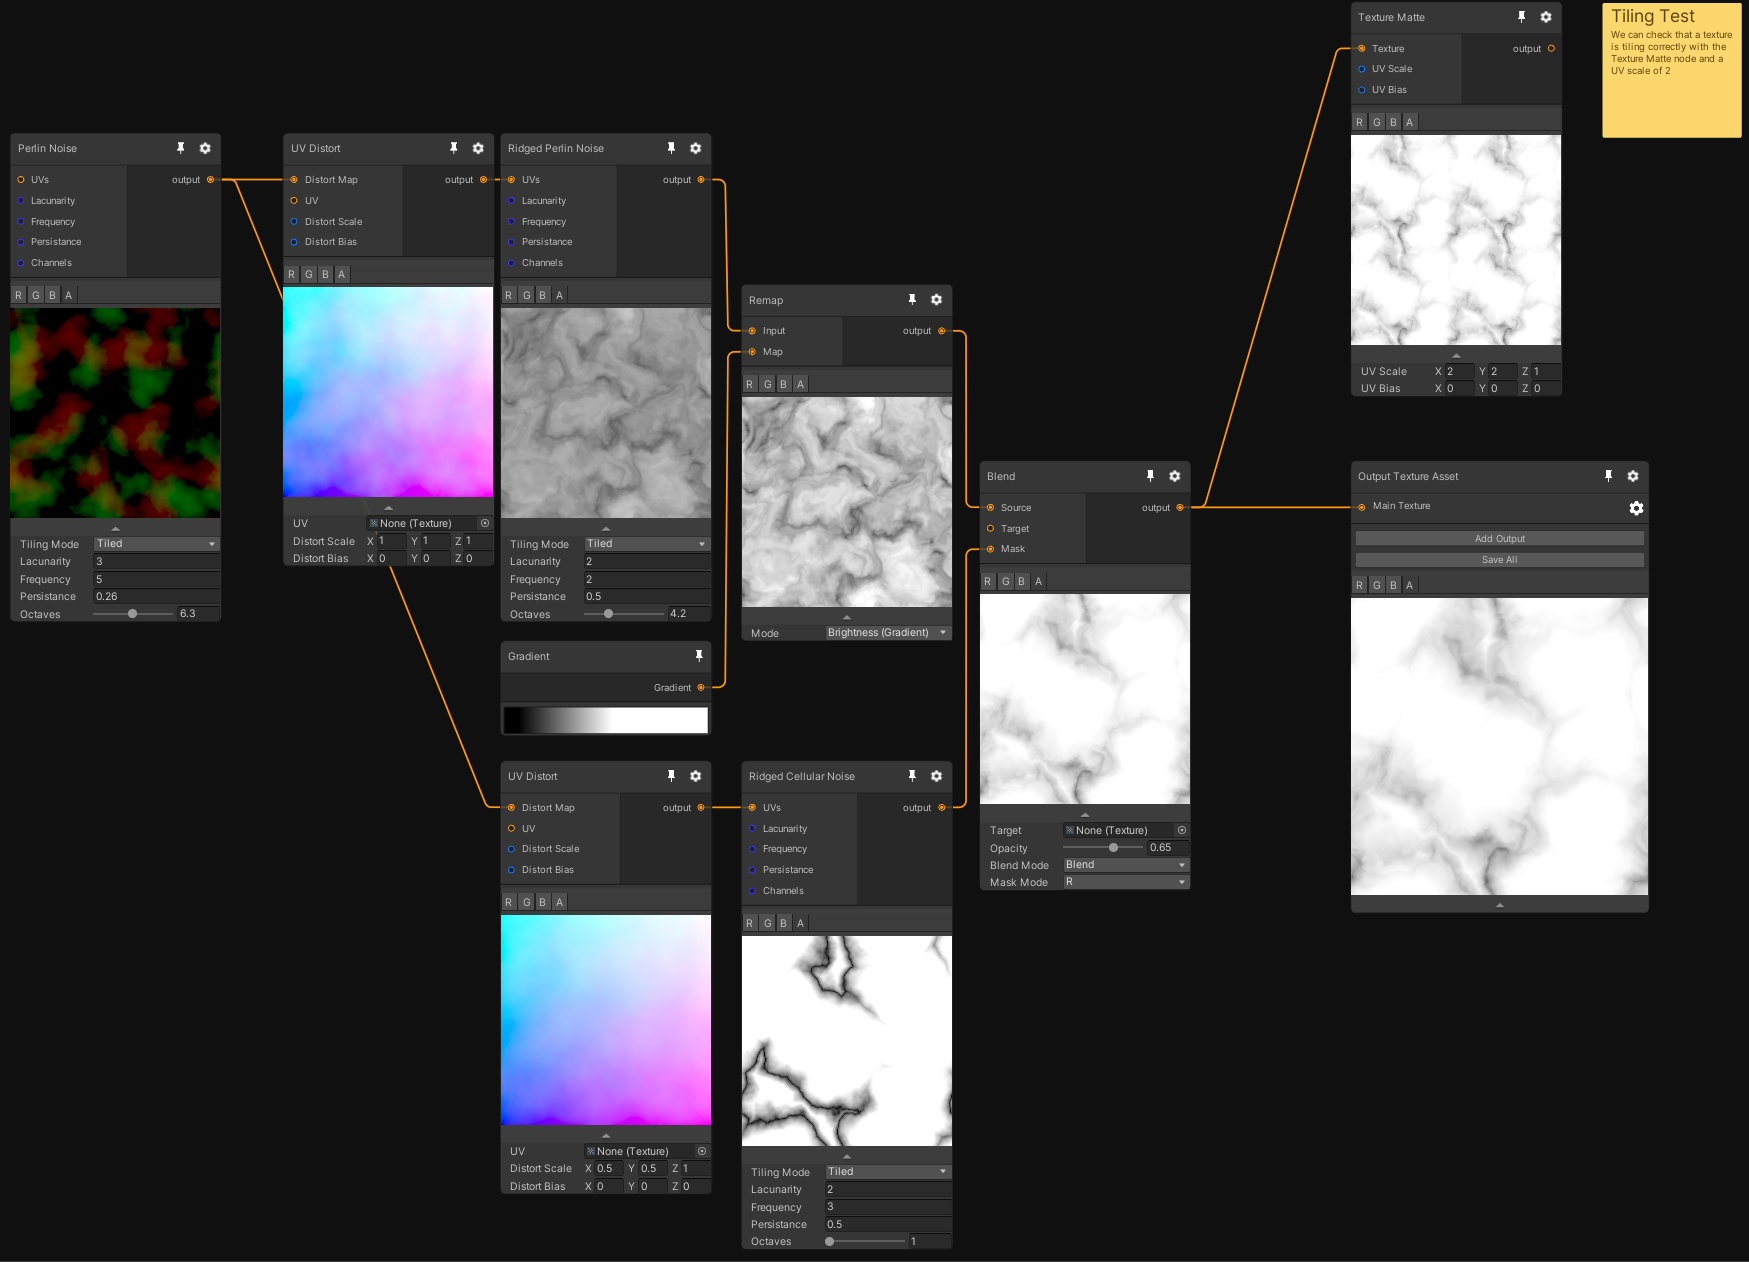 Perlin Noise
UVs
output
Lacunarity
Frequency
Persistance
Channels
R G B A
Tiling Mode Tiled
Lacunarity 3
Frequency 5
Persistance 0.26
Octaves 6.3
UV Distort
Distort Map
output
UV
Distort Scale
Distort Bias
R G B A
UV None (Texture)
Distort Scale X 1 Y 1 Z 1
Distort Bias X 0 Y 0 Z 0
Ridged Perlin Noise
UVs
output
Lacunarity
Frequency
Persistance
Channels
R G B A
Tiling Mode Tiled
Lacunarity 2
Frequency 2
Persistance 0.5
Octaves 4.2
Gradient
Gradient
UV Distort
Distort Map
output
UV
Distort Scale
Distort Bias
R G B A
UV None (Texture)
Distort Scale X 0.5 Y 0.5 Z 1
Distort Bias X 0 Y 0 Z 0
Remap
Input
output
Map
R G B A
Mode Brightness (Gradient)
Ridged Cellular Noise
UVs
output
Lacunarity
Frequency
Persistance
Channels
R G B A
Tiling Mode Tiled
Lacunarity 2
Frequency 3
Persistance 0.5
Octaves 1
Blend
Source
output
Target
Mask
R G B A
Target None (Texture)
Opacity 0.65
Blend Mode Blend
Mask Mode R
Texture Matte
Texture
output
UV Scale
UV Bias
R G B A
UV Scale X 2 Y 2 Z 1
UV Bias X 0 Y 0 Z 0
Tiling Test
We can check that a texture
is tiling correctly with the
Texture Matte node and a
UV scale of 2
Output Texture Asset
Main Texture
Add Output
Save All
R G B A